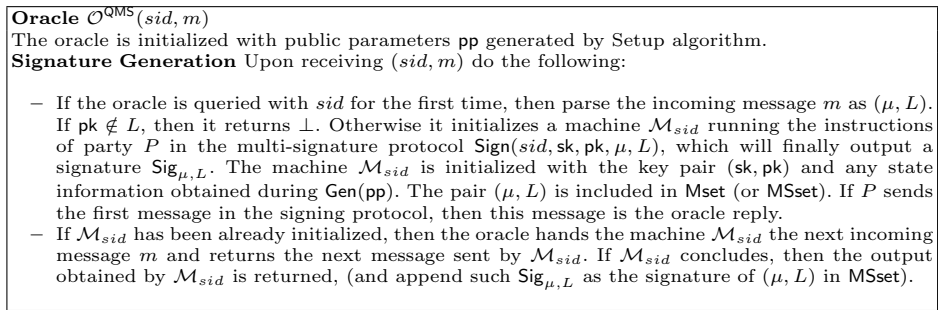 Oracle 𝒪^QMS(sid, m)
The oracle is initialized with public parameters pp generated by Setup algorithm.
Signature Generation Upon receiving (sid, m) do the following:
– If the oracle is queried with sid for the first time, then parse the incoming message m as (μ, L).
If pk ∉ L, then it returns ⊥. Otherwise it initializes a machine ℳ_sid running the instructions
of party P in the multi-signature protocol Sign(sid, sk, pk, μ, L), which will finally output a
signature Sig_μ,L. The machine ℳ_sid is initialized with the key pair (sk, pk) and any state
information obtained during Gen(pp). The pair (μ, L) is included in Mset (or MSset). If P sends
the first message in the signing protocol, then this message is the oracle reply.
– If ℳ_sid has been already initialized, then the oracle hands the machine ℳ_sid the next incoming
message m and returns the next message sent by ℳ_sid. If ℳ_sid concludes, then the output
obtained by ℳ_sid is returned, (and append such Sig_μ,L as the signature of (μ, L) in MSset).